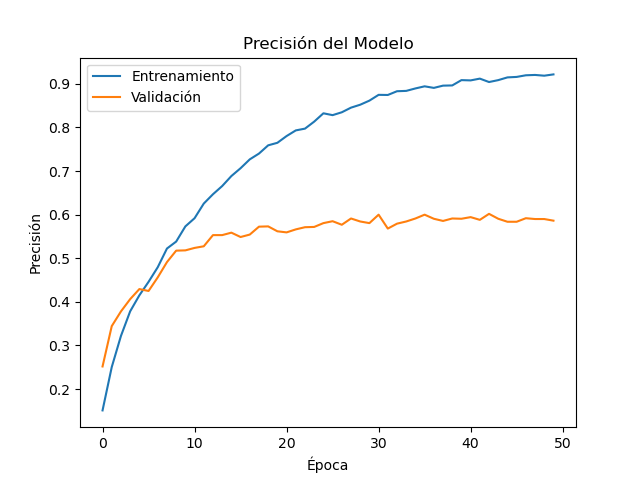 Precisión del Modelo
Entrenamiento
Validación
Precisión
0.9
0.8
0.7
0.6
0.5
0.4
0.3
0.2
0 10 20 30 40 50
Época